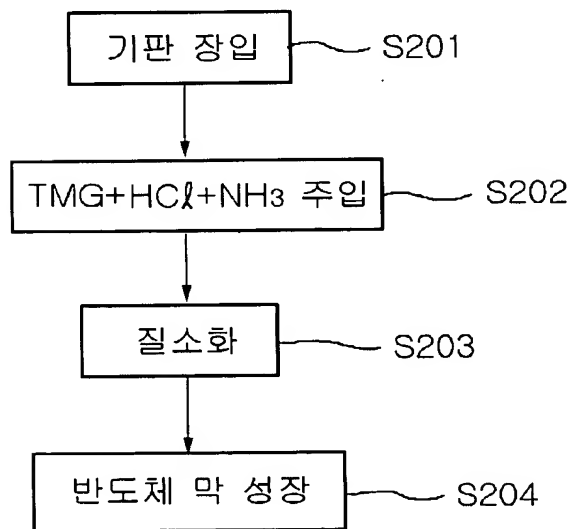 기판 장입
S201
TMG+HCl+NH3 주입
S202
질소화
S203
반도체 막 성장
S204